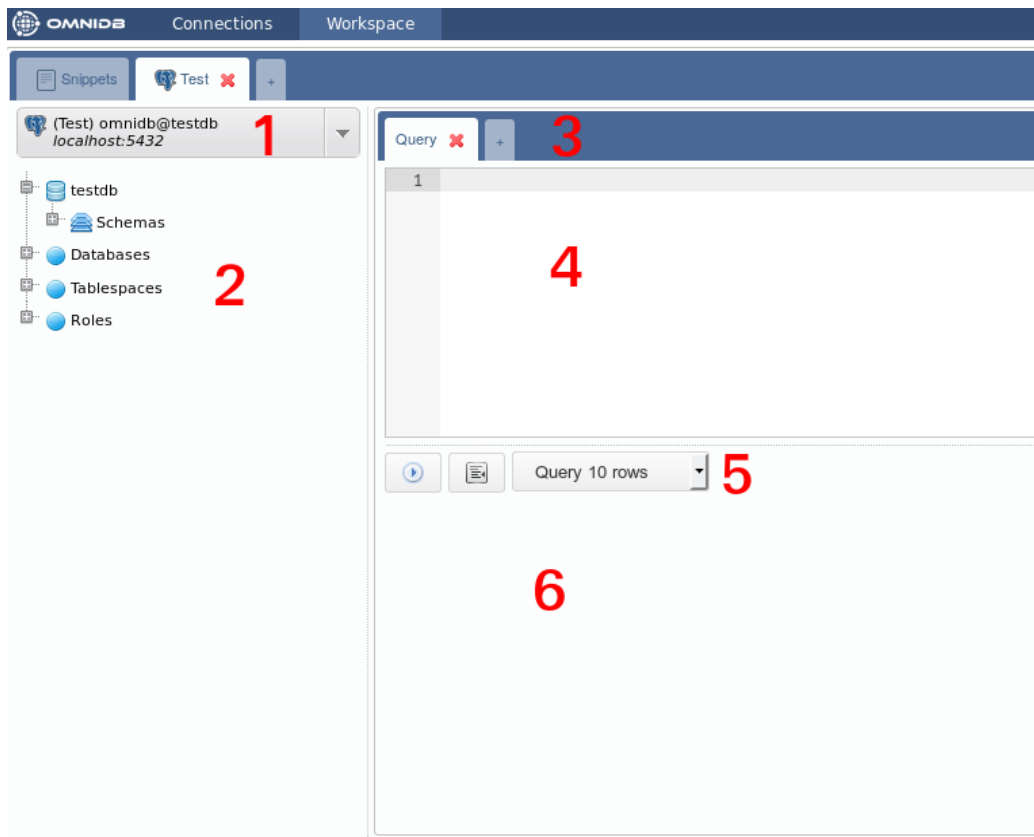 OMNIDB Connections Workspace
Snippets Test +
(Test) omnidb@testdb
localhost:5432
1
Query +
3
1
testdb
Schemas
Databases
Tablespaces
Roles
2
4
Query 10 rows
5
6